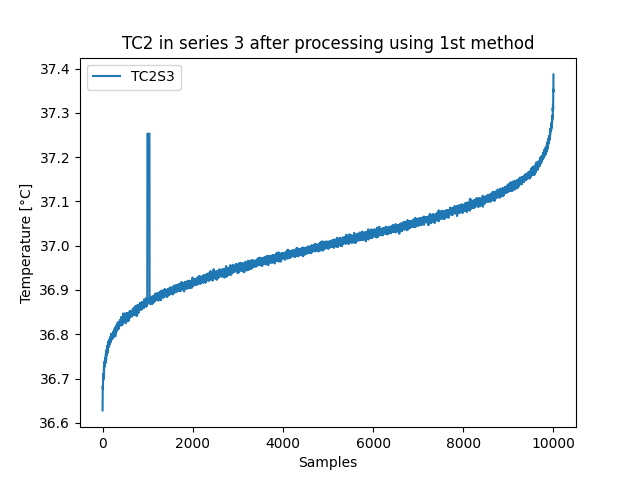 TC2 in series 3 after processing using 1st method
TC2S3
37.4
37.3
37.2
37.1
37.0
36.9
36.8
36.7
36.6
Temperature [°C]
0 2000 4000 6000 8000 10000
Samples